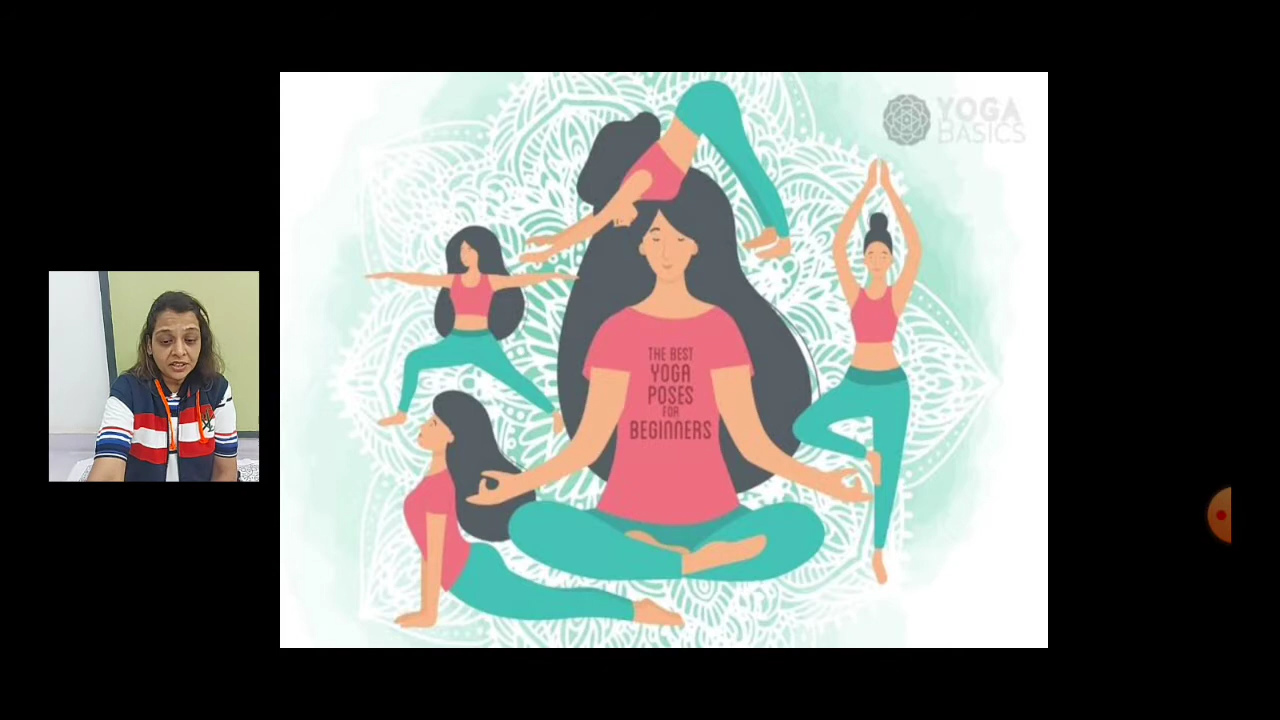 YOGA
BASICS
THE BEST
YOGA
POSES
FOR
BEGINNERS